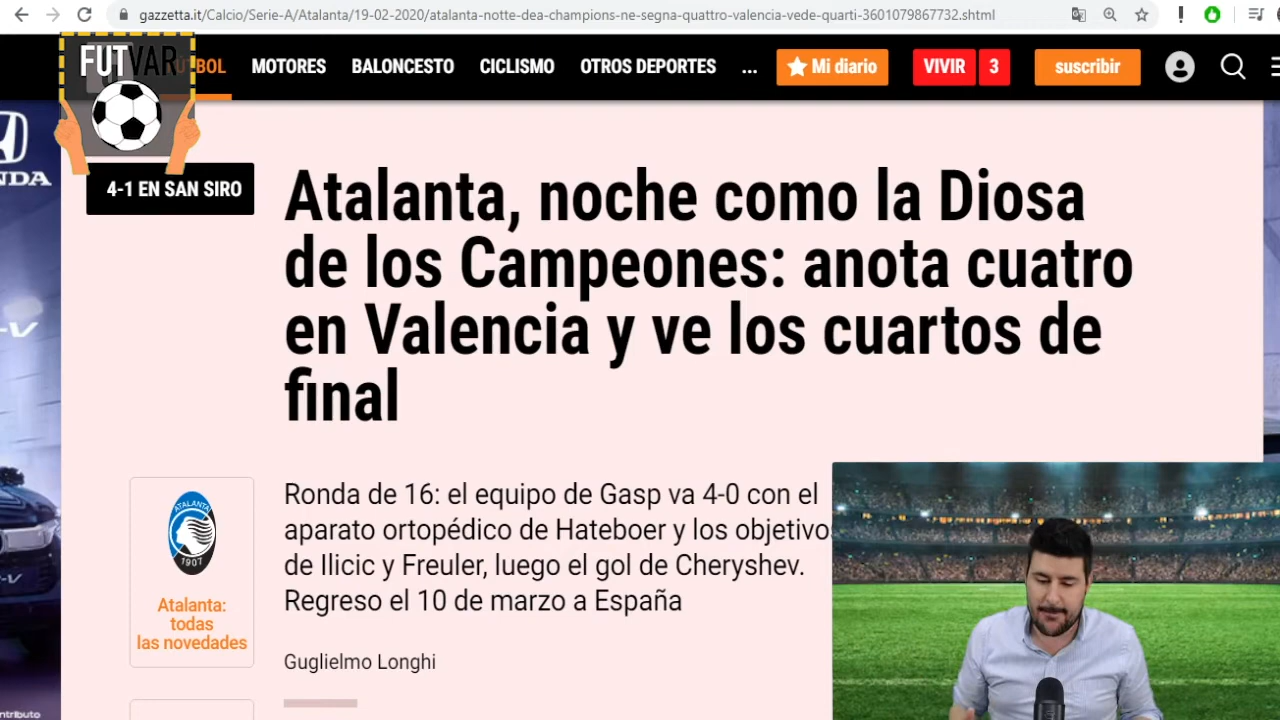 gazzetta.it/Calcio/Serie-A/Atalanta/19-02-2020/atalanta-notte-dea-champions-ne-segna-quattro-valencia-vede-quarti-3601079867732.shtml
FUTVAR
MOTORES BALONCESTO CICLISMO OTROS DEPORTES ... Mi diario VIVIR 3 suscribir
4-1 EN SAN SIRO
Atalanta, noche como la Diosa
de los Campeones: anota cuatro
en Valencia y ve los cuartos de
final
Ronda de 16: el equipo de Gasp va 4-0 con el
aparato ortopédico de Hateboer y los objetivo
de Ilicic y Freuler, luego el gol de Cheryshev.
Regreso el 10 de marzo a España
ATALANTA
1907
Atalanta:
todas
las novedades
Guglielmo Longhi